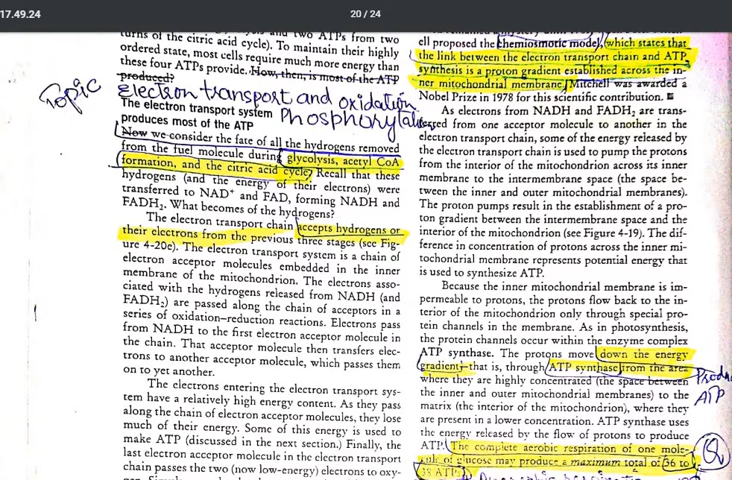 17.49.24
20 / 24
turns of the citric acid cycle). To maintain their highly
ordered state, most cells require much more energy than
these four ATPs provide. Now, then, is most of the ATP
produced?
Topic
Electron transport and oxidation
Phosphorylation
The electron transport system
produces most of the ATP
Now we consider the fate of all the hydrogens removed
from the fuel molecule during glycolysis, acetyl CoA
formation, and the citric acid cycle. Recall that these
hydrogens (and the energy of their electrons) were
transferred to NAD+ and FAD, forming NADH and
FADH2. What becomes of the hydrogens?
The electron transport chain accepts hydrogens or
their electrons from the previous three stages (see Fig-
ure 4-20c). The electron transport system is a chain of
electron acceptor molecules embedded in the inner
membrane of the mitochondrion. The electrons asso-
ciated with the hydrogens released from NADH (and
FADH2) are passed along the chain of acceptors in a
series of oxidation–reduction reactions. Electrons pass
from NADH to the first electron acceptor molecule in
the chain. That acceptor molecule then transfers elec-
trons to another acceptor molecule, which passes them
on to yet another.
The electrons entering the electron transport sys-
tem have a relatively high energy content. As they pass
along the chain of electron acceptor molecules, they lose
much of their energy. Some of this energy is used to
make ATP (discussed in the next section). Finally, the
last electron acceptor molecule in the electron transport
chain passes the two (now low-energy) electrons to oxy-
ell proposed the chemiosmotic model, which states that
the link between the electron transport chain and ATP
synthesis is a proton gradient established across the in-
ner mitochondrial membrane. Mitchell was awarded a
Nobel Prize in 1978 for this scientific contribution. ■
As electrons from NADH and FADH2 are trans-
ferred from one acceptor molecule to another in the
electron transport chain, some of the energy released by
the electron transport chain is used to pump the protons
from the interior of the mitochondrion across its inner
membrane to the intermembrane space (the space be-
tween the inner and outer mitochondrial membranes).
The proton pumps result in the establishment of a pro-
ton gradient between the intermembrane space and the
interior of the mitochondrion (see Figure 4-19). The dif-
ference in concentration of protons across the inner mi-
tochondrial membrane represents potential energy that
is used to synthesize ATP.
Because the inner mitochondrial membrane is im-
permeable to protons, the protons flow back to the in-
terior of the mitochondrion only through special pro-
tein channels in the membrane. As in photosynthesis,
the protein channels occur within the enzyme complex
ATP synthase. The protons move down the energy
gradient—that is, through ATP synthase from the area
where they are highly concentrated (the space between
the inner and outer mitochondrial membranes) to the
matrix (the interior of the mitochondrion), where they
are present in a lower concentration. ATP synthase uses
the energy released by the flow of protons to produce
ATP. The complete aerobic respiration of one mole-
cule of glucose may produce a maximum total of 36 to
38 ATP.
ATP
Q